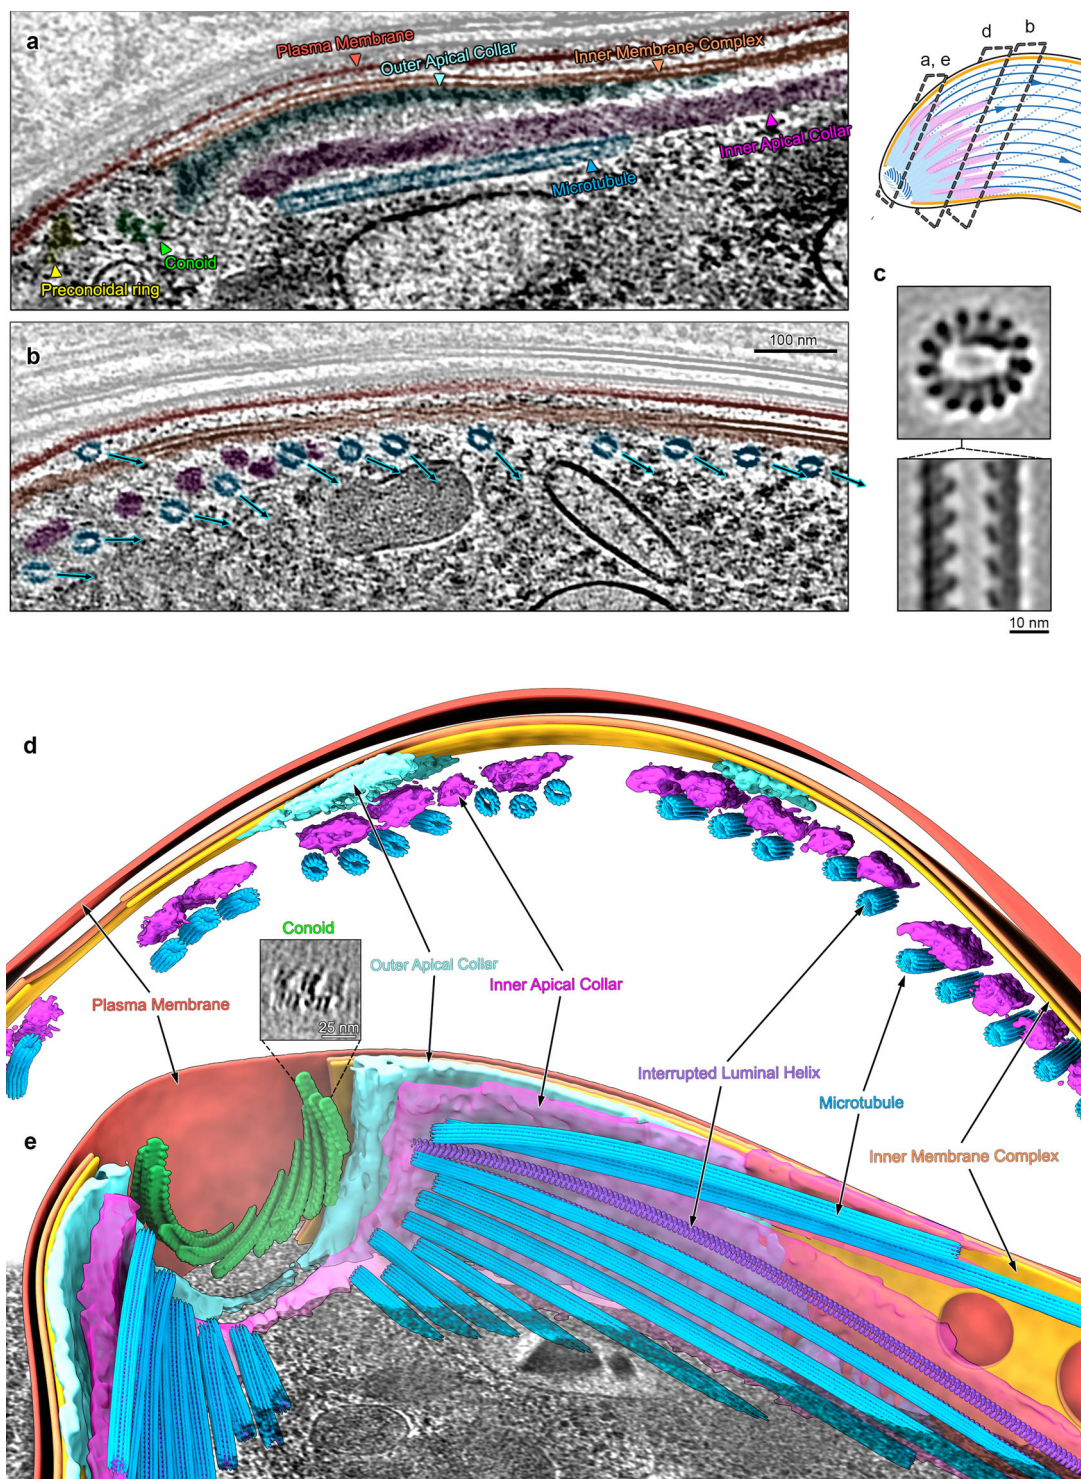 a
Plasma Membrane
Outer Apical Collar
Inner Membrane Complex
Inner Apical Collar
Microtubule
Conoid
Preconoidal ring
a, e
d
b
b
100 nm
c
10 nm
d
Conoid
25 nm
Plasma Membrane
Outer Apical Collar
Inner Apical Collar
Interrupted Luminal Helix
Microtubule
Inner Membrane Complex
e